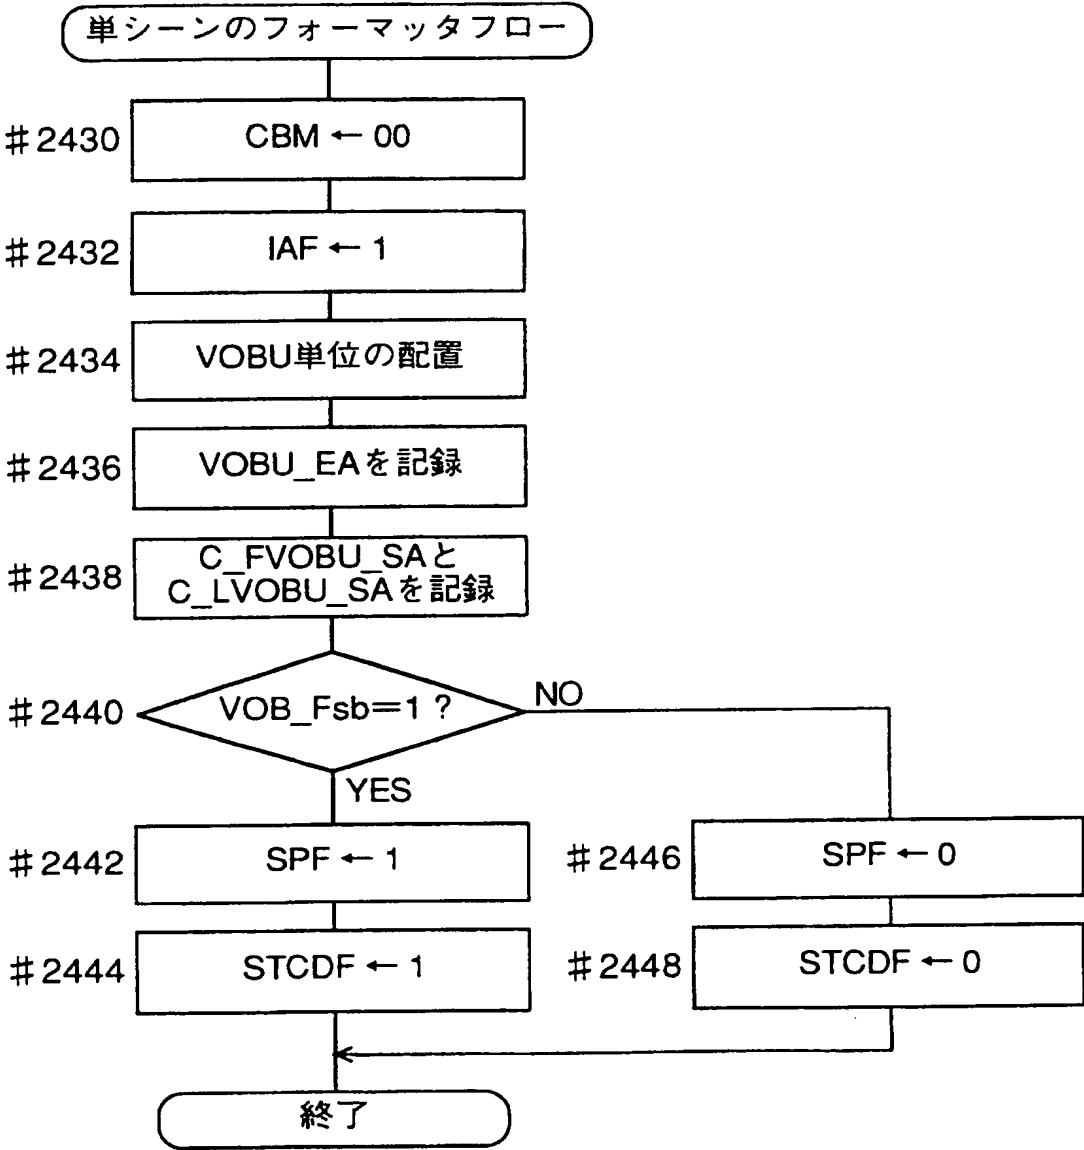 単シーンのフォーマッタフロー
#2430
CBM ← 00
#2432
IAF ← 1
#2434
VOBU単位の配置
#2436
VOBU_EAを記録
#2438
C_FVOBU_SAと
C_LVOBU_SAを記録
#2440
VOB_Fsb=1 ?
NO
YES
#2442
SPF ← 1
#2446
SPF ← 0
#2444
STCDF ← 1
#2448
STCDF ← 0
終了